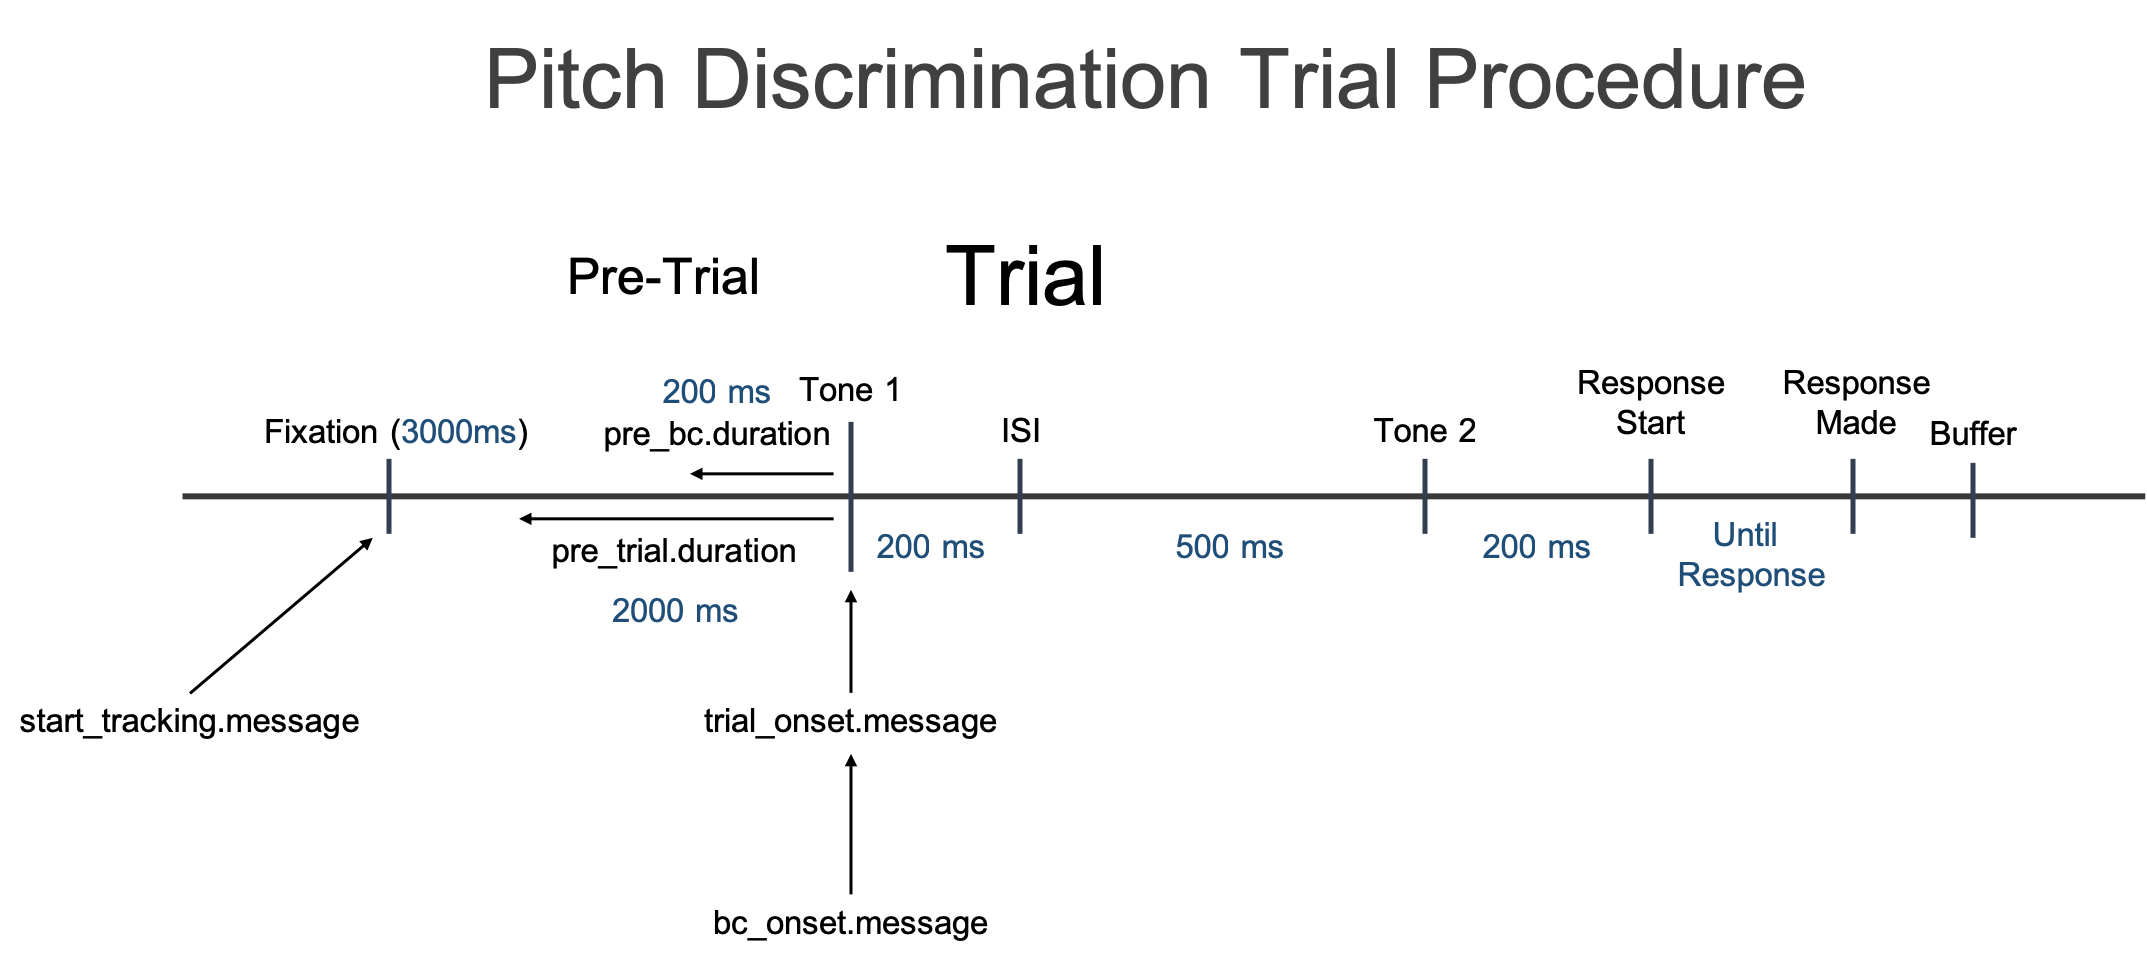 Pitch Discrimination Trial Procedure
Pre-Trial
Trial
200 ms
Tone 1
Fixation (3000ms)
pre_bc.duration
ISI
Tone 2
Response
Start
Response
Made
Buffer
pre_trial.duration
2000 ms
200 ms
500 ms
200 ms
Until
Response
start_tracking.message
trial_onset.message
bc_onset.message